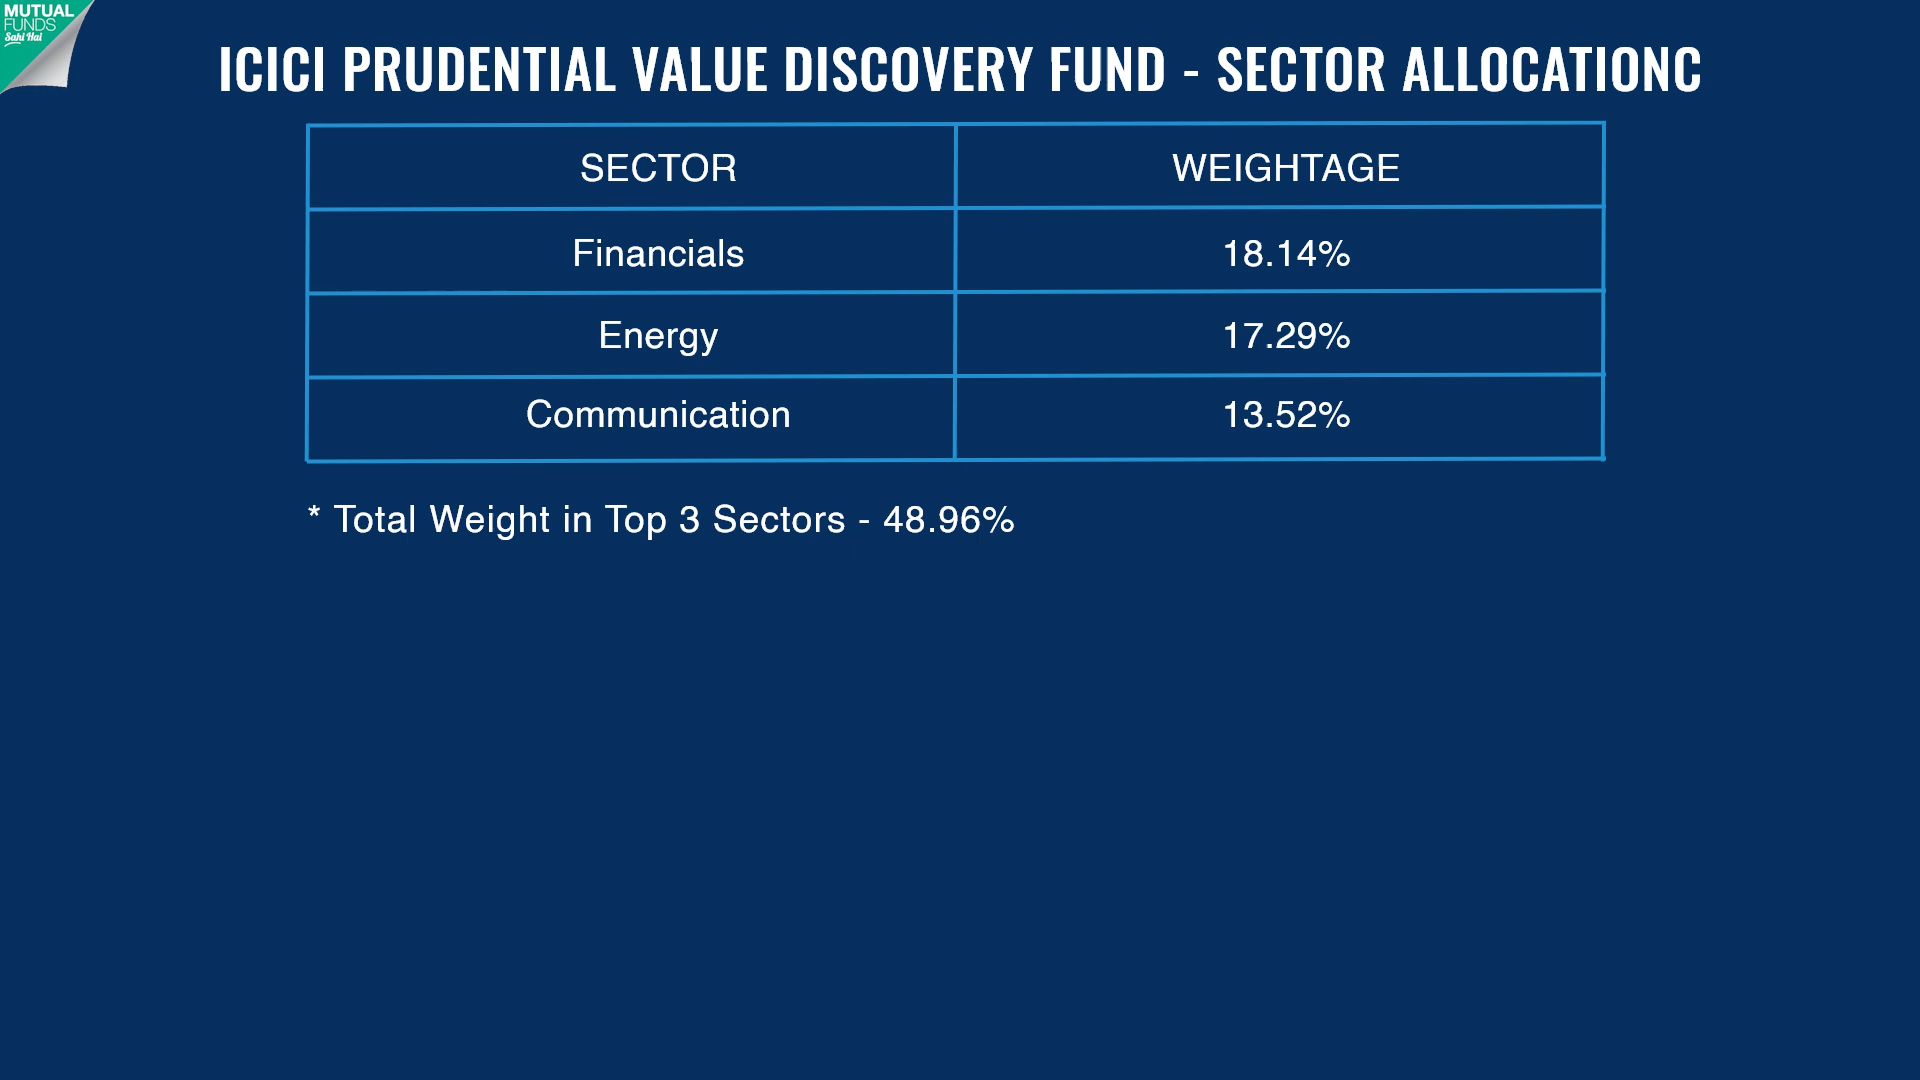 MUTUAL
FUNDS
Sahi Hai
ICICI PRUDENTIAL VALUE DISCOVERY FUND - SECTOR ALLOCATIONC
SECTOR WEIGHTAGE
Financials 18.14%
Energy 17.29%
Communication 13.52%
* Total Weight in Top 3 Sectors - 48.96%